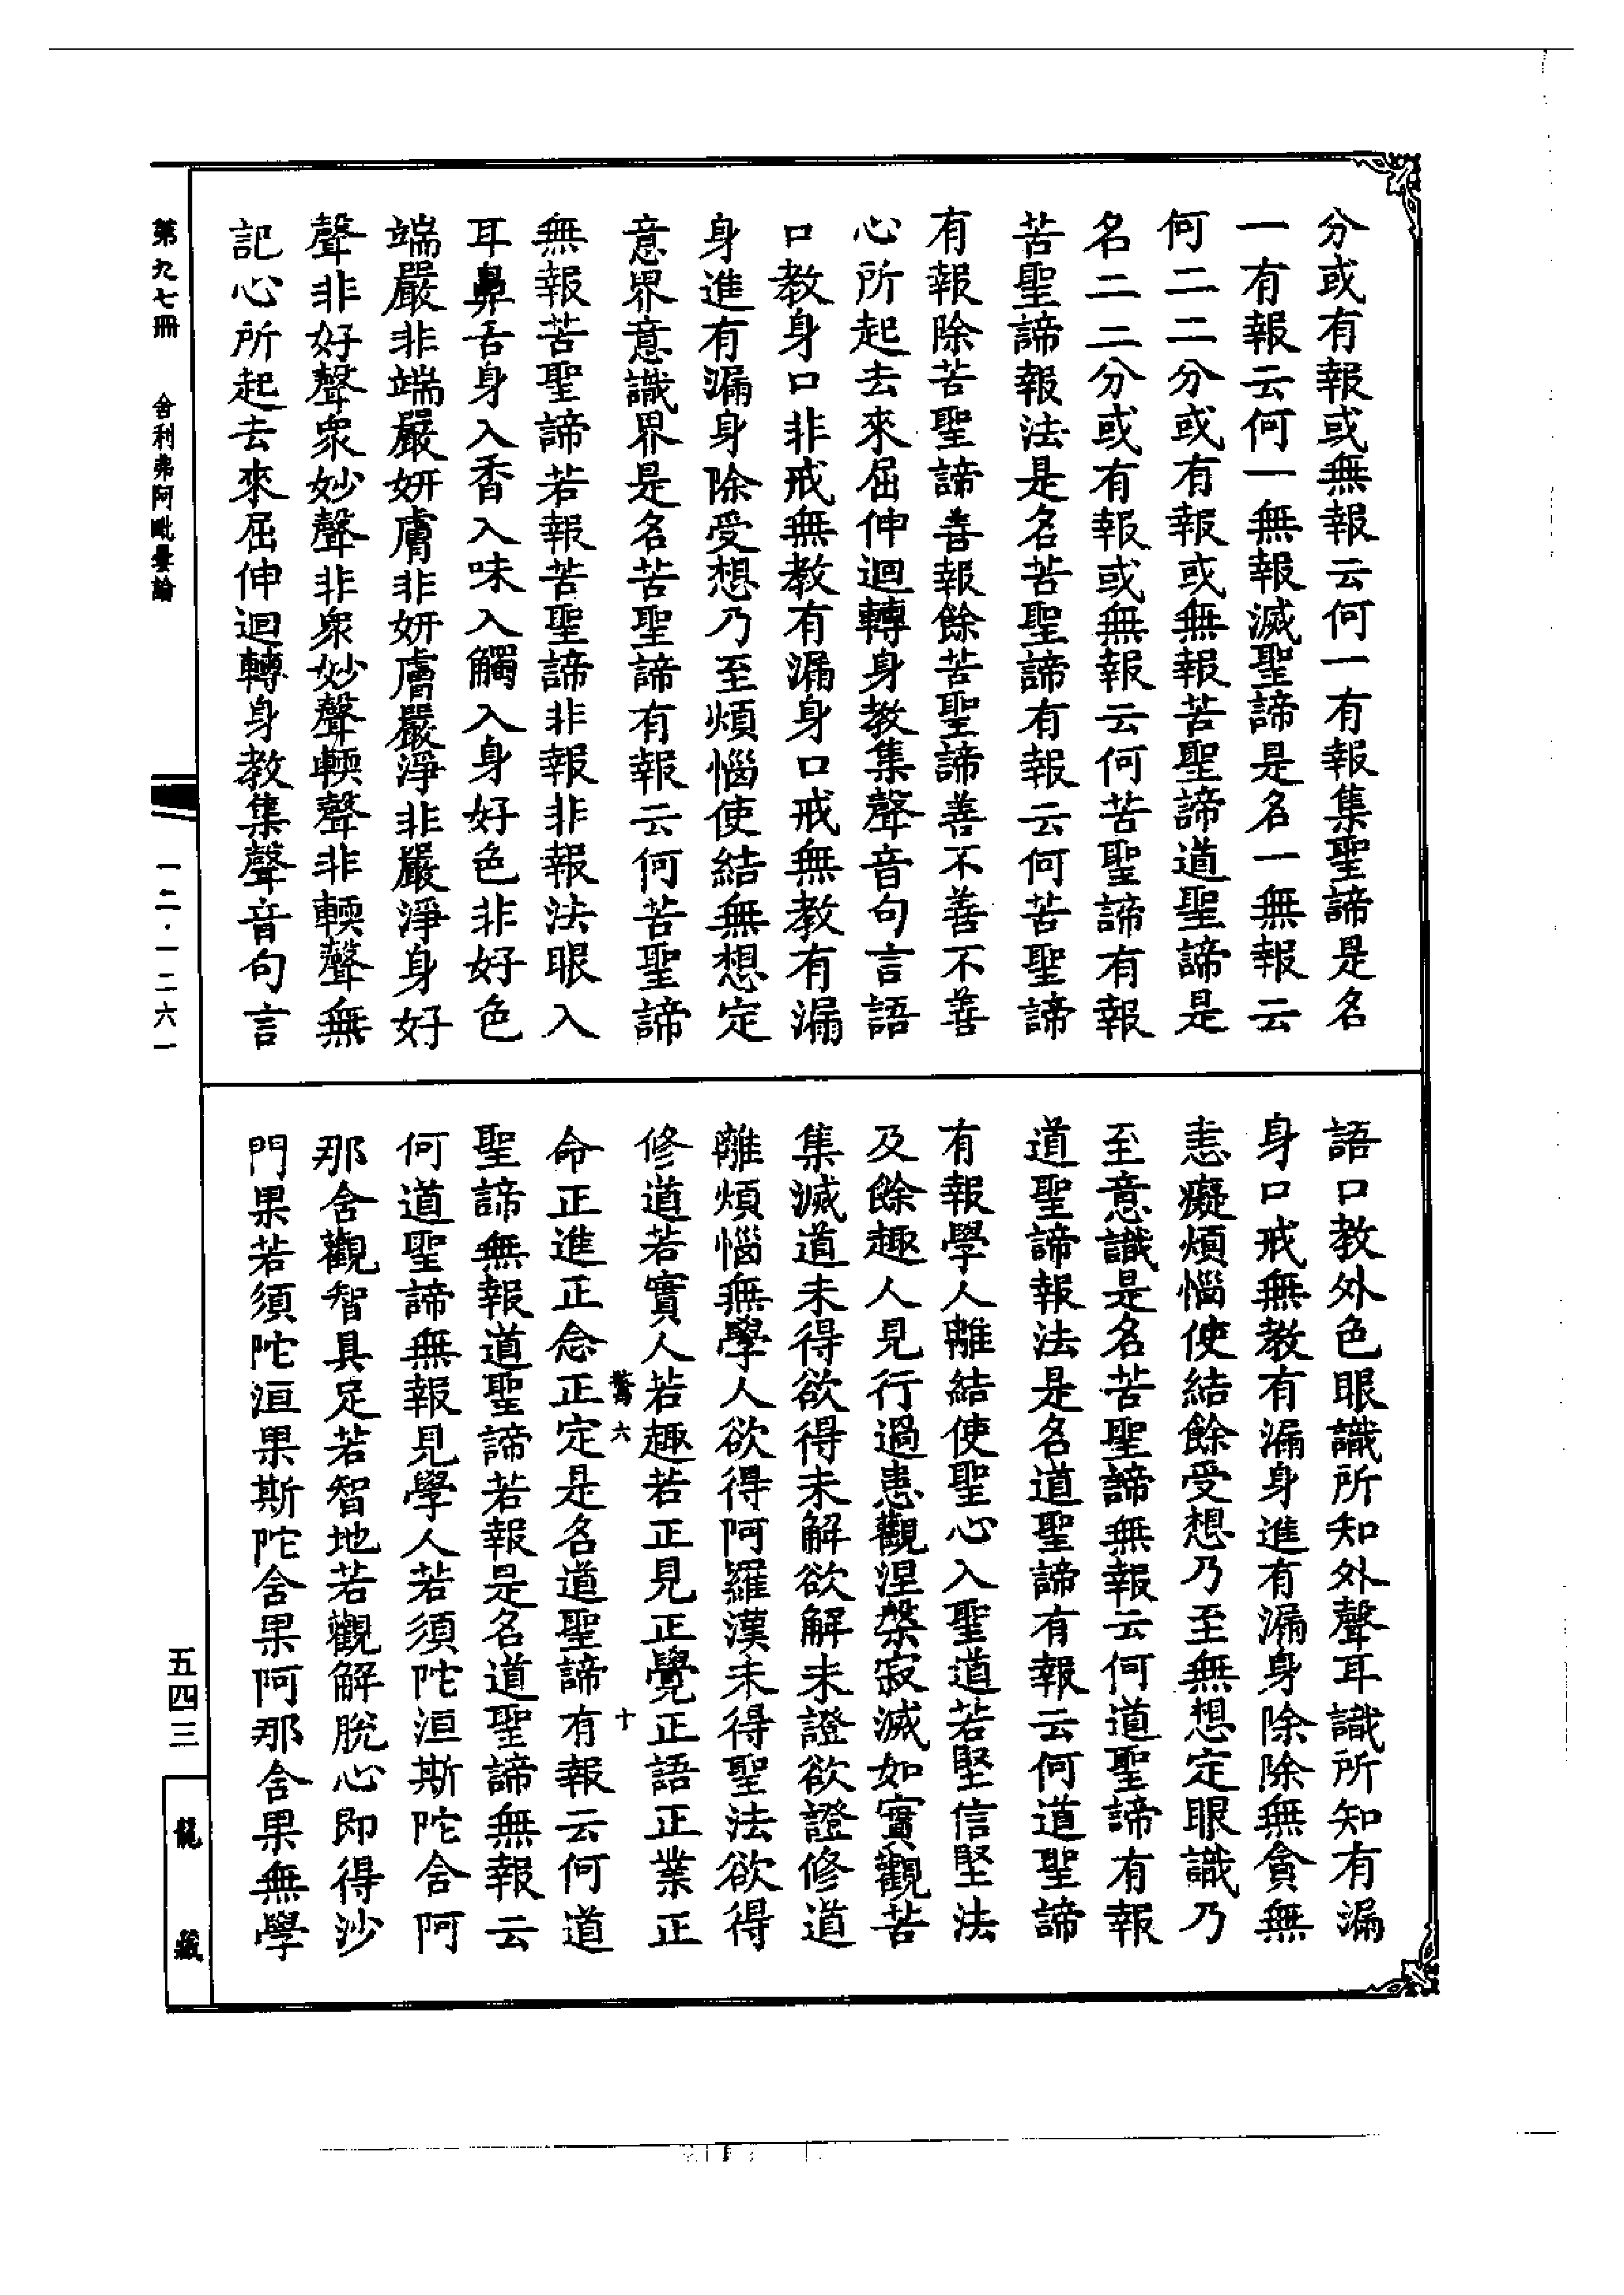 分或有報或無報云何一有報集聖諦是名
一有報云何一無報滅聖諦是名一無報云
何二二分或有報或無報苦聖諦道聖諦是
名二二分或有報或無報云何苦聖諦有報
苦聖諦報法是名苦聖諦有報云何苦聖諦
有報除苦聖諦善報餘苦聖諦善不善不善
心所起去來屈伸迴轉身教集聲音句言語
口教身口非戒無教有漏身口戒無教有漏
身進有漏身除受想乃至煩惱使結無想定
意界意識界是名苦聖諦有報云何苦聖諦
無報苦聖諦若報苦聖諦非報非報法眼入
耳鼻舌身入香入味入觸入身好色非好色
端嚴非端嚴妍膚非妍膚嚴淨非嚴淨身好
聲非好聲衆妙聲非衆妙聲輭聲非輭聲無
記心所起去來屈伸迴轉身教集聲音句言
語口教外色眼識所知外聲耳識所知有漏
身口戒無教有漏身進有漏身除除無貪無
恚癡煩惱使結餘受想乃至無想定眼識乃
至意識是名苦聖諦無報云何道聖諦有報
道聖諦報法是名道聖諦有報云何道聖諦
有報學人離結使聖心入聖道若堅信堅法
及餘趣人見行過患觀涅槃寂滅如實觀苦
集滅道未得欲得未解欲解未證欲證修道
離煩惱無學人欲得阿羅漢未得聖法欲得
修道若實人若趣若正見正覺正語正業正
命正進正念正定是名道聖諦有報云何道
聖諦無報道聖諦若報是名道聖諦無報云
何道聖諦無報見學人若須陀洹斯陀含阿
那含觀智具足若智地若觀解脫心即得沙
門果若須陀洹果斯陀含果阿那含果無學
驚六
十
第九七冊
舍利弗阿毗曇論
一二·一二六一
五四三
龍藏